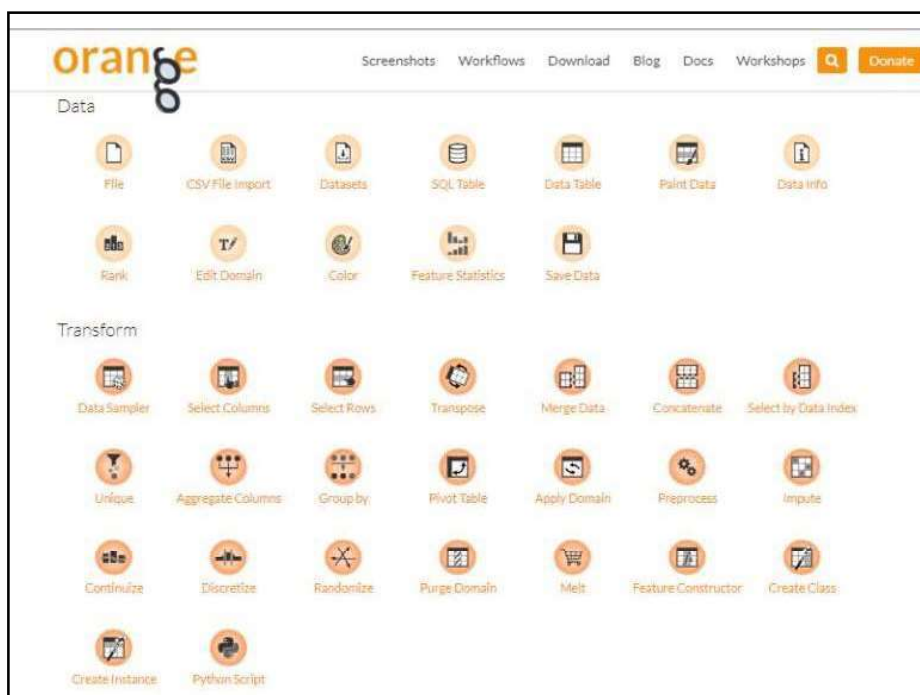 orange
Screenshots Workflows Download Blog Docs Workshops Donate
Data
File CSV File Import Datasets SQL Table Data Table Paint Data Data Info
Rank Edit Domain Color Feature Statistics Save Data
Transform
Data Sampler Select Columns Select Rows Transpose Merge Data Concatenate Select by Data Index
Unique Aggregate Columns Group by Pivot Table Apply Domain Preprocess Impute
Continuize Discretize Randomize Purge Domain Melt Feature Constructor Create Class
Create Instance Python Script